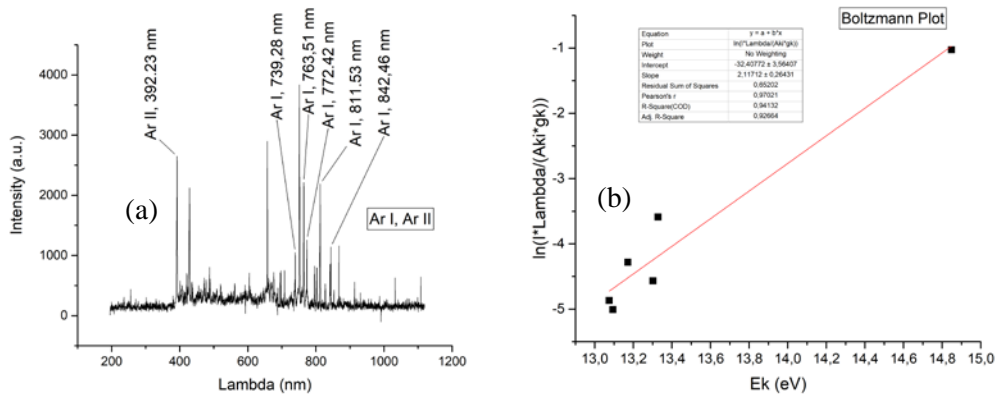 Ar II, 392.23 nm
Ar I, 739,28 nm
Ar I, 763,51 nm
Ar I, 772.42 nm
Ar I, 811.53 nm
Ar I, 842,46 nm
4000
3000
2000
1000
0
Intensity (a.u.)
(a)
Ar I, Ar II
200 400 600 800 1000 1200
Lambda (nm)
Boltzmann Plot
Equation y = a + b*x
Plot ln(I*Lambda/(Aki*gk))
Weight No Weighting
Intercept -32,40772 ± 3,56407
Slope 2,11712 ± 0,26431
Residual Sum of Squares 0,65202
Pearson's r 0,97021
R-Square(COD) 0,94132
Adj. R-Square 0,92664
-1
-2
-3
-4
-5
ln(I*Lambda/(Aki*gk))
(b)
13,0 13,2 13,4 13,6 13,8 14,0 14,2 14,4 14,6 14,8 15,0
Ek (eV)